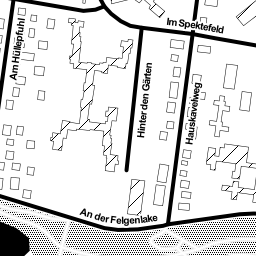 Im Spektefeld
Am Hüllepfuhl
Hinter den Gärten
Hauskavelweg
An der Felgenlake